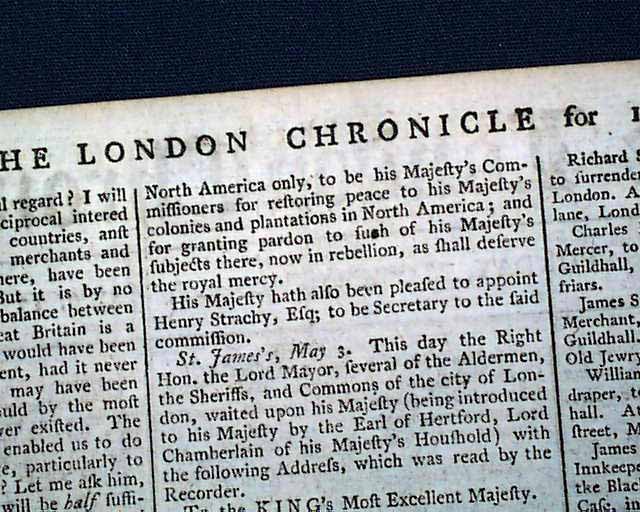 HE LONDON CHRONICLE for
l regard? I will
ciprocal intered
countries, anſt
merchants and
here, have been
But it is by no
balance between
eat Britain is a
would have been
ent, had it never
may have been
ould by the moſt
ver exiſted. The
enabled us to do
e, particularly to
? Let me aſk him,
will be half ſuffi-
North America only, to be his Majeſty's Com-
miſſioners for reſtoring peace to his Majeſty's
colonies and plantations in North America; and
for granting pardon to ſuch of his Majeſty's
ſubjects there, now in rebellion, as ſhall deſerve
the royal mercy.
His Majeſty hath alſo been pleaſed to appoint
Henry Strachy, Eſq; to be Secretary to the ſaid
commiſſion.
St. James's, May 3. This day the Right
Hon. the Lord Mayor, ſeveral of the Aldermen,
the Sheriffs, and Commons of the city of Lon-
don, waited upon his Majeſty (being introduced
to his Majeſty by the Earl of Hertford, Lord
Chamberlain of his Majeſty's Houſhold) with
the following Addreſs, which was read by the
Recorder.
To the KING's Moſt Excellent Majeſty.
Richard S
to ſurrender
London. A
lane, Lond
Charles
Mercer, to
Guildhall,
friars.
James S
Merchant.
Guildhall.
Old Jewry
William
draper, to
hall. A
ſtreet, M
James
Innkeep
the Blac
Caſe, in